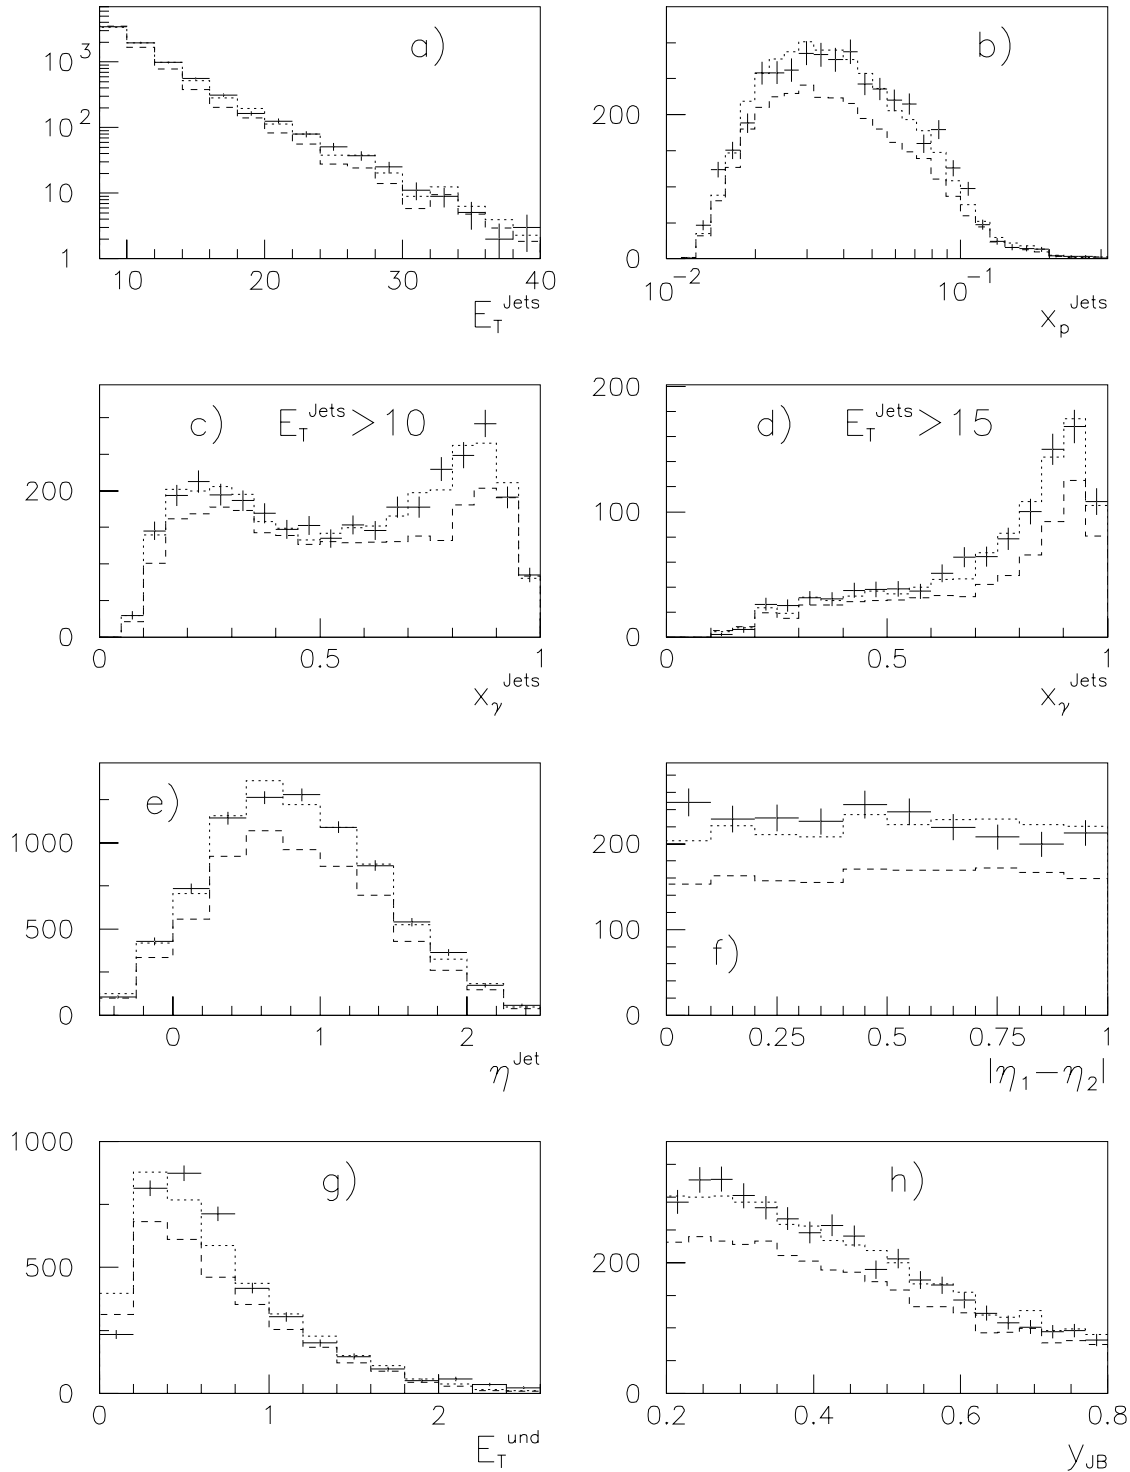 a)
10^3
10^2
10
1
10 20 30 40
E_T^Jets
b)
200
0
10^-2 10^-1
x_p^Jets
c) E_T^Jets > 10
200
0
0 0.5 1
x_γ^Jets
d) E_T^Jets > 15
200
100
0
0 0.5 1
x_γ^Jets
e)
1000
500
0
0 1 2
η^Jet
f)
200
100
0
0 0.25 0.5 0.75 1
|η_1−η_2|
g)
1000
500
0
0 1 2
E_T^und
h)
200
0
0.2 0.4 0.6 0.8
y_JB